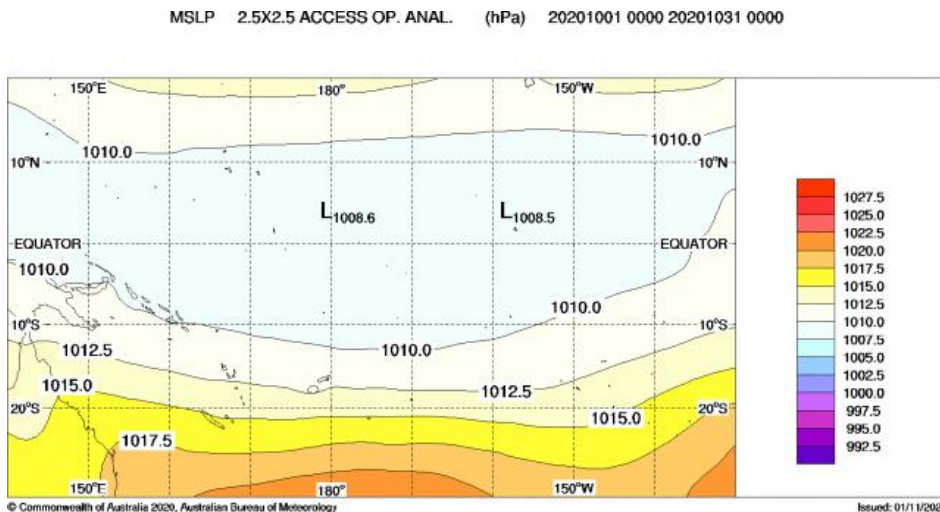 MSLP 2.5X2.5 ACCESS OP. ANAL. (hPa) 20201001 0000 20201031 0000
150°E 180° 150°W
1010.0 1010.0
10°N 10°N
L1008.6 L1008.5
EQUATOR EQUATOR
1010.0
1010.0
10°S 10°S
1012.5 1010.0
1015.0 1012.5
20°S 1015.0 20°S
1017.5
150°E 180° 150°W
1027.5
1025.0
1022.5
1020.0
1017.5
1015.0
1012.5
1010.0
1007.5
1005.0
1002.5
1000.0
997.5
995.0
992.5
© Commonwealth of Australia 2020, Australian Bureau of Meteorology
Issued: 01/11/202